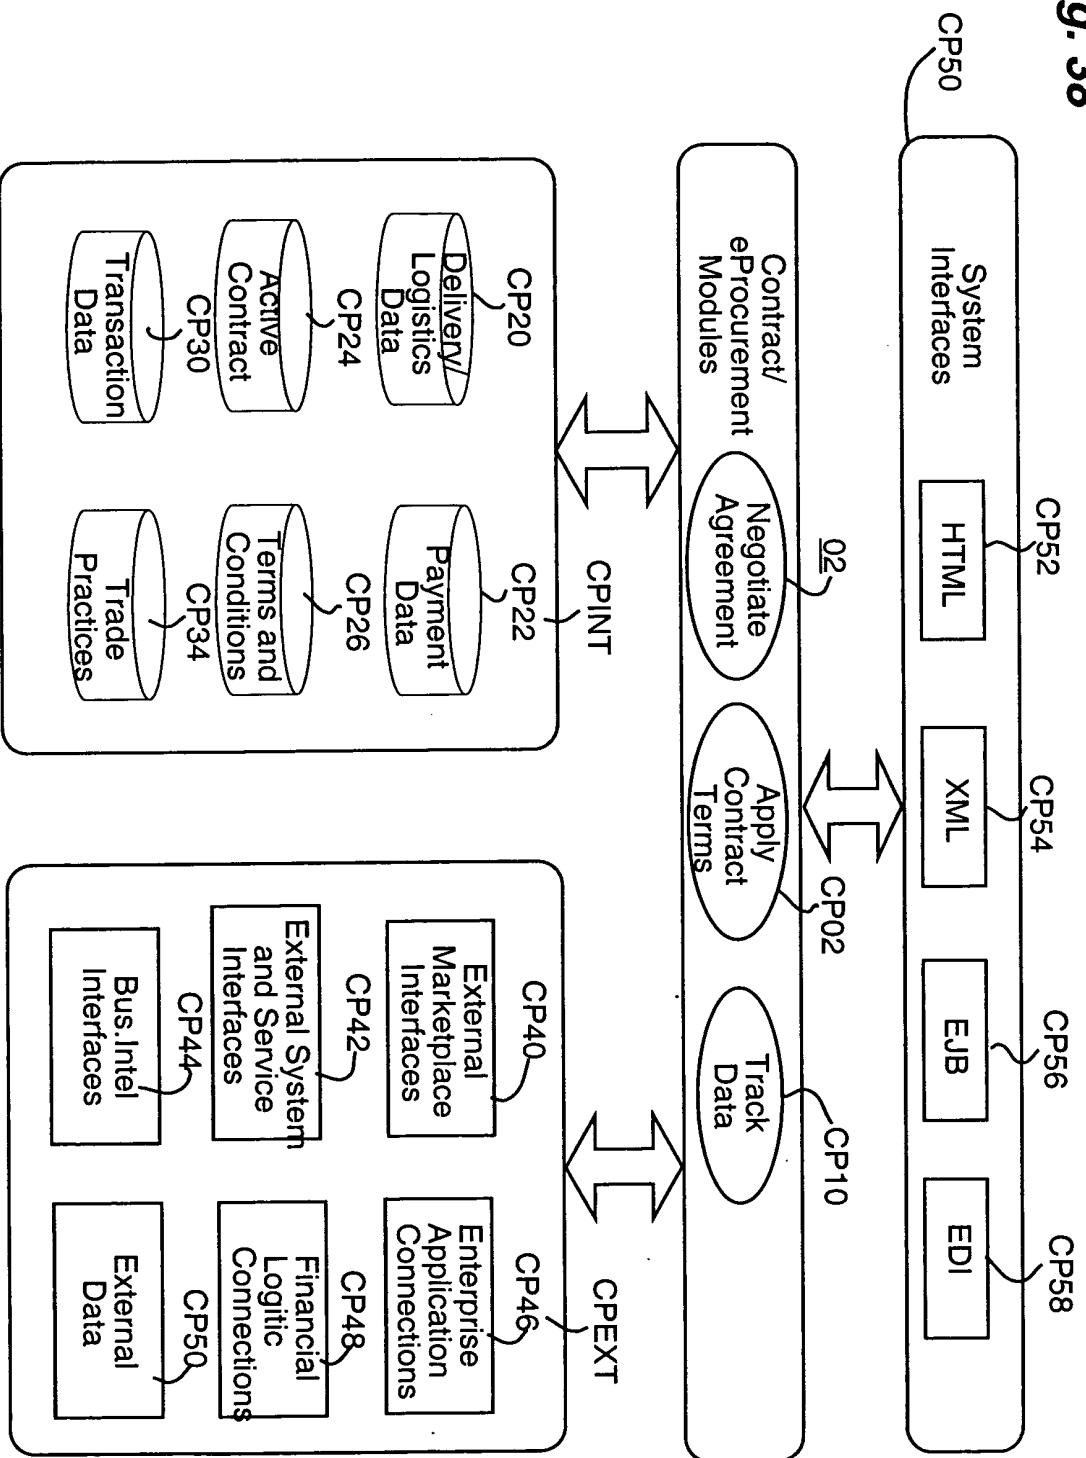 g. 38
CP50
System
Interfaces
CP52
HTML
CP54
XML
CP56
EJB
CP58
EDI
Contract/
eProcurement
Modules
02
Negotiate
Agreement
CP02
Apply
Contract
Terms
CP10
Track
Data
CPINT
CP20
Delivery/
Logistics
Data
CP22
Payment
Data
CP24
Active
Contract
CP26
Terms and
Conditions
CP30
Transaction
Data
CP34
Trade
Practices
CPEXT
CP40
External
Marketplace
Interfaces
CP46
Enterprise
Application
Connections
CP42
External System
and Service
Interfaces
CP48
Financial
Logitic
Connections
CP44
Bus.Intel
Interfaces
CP50
External
Data